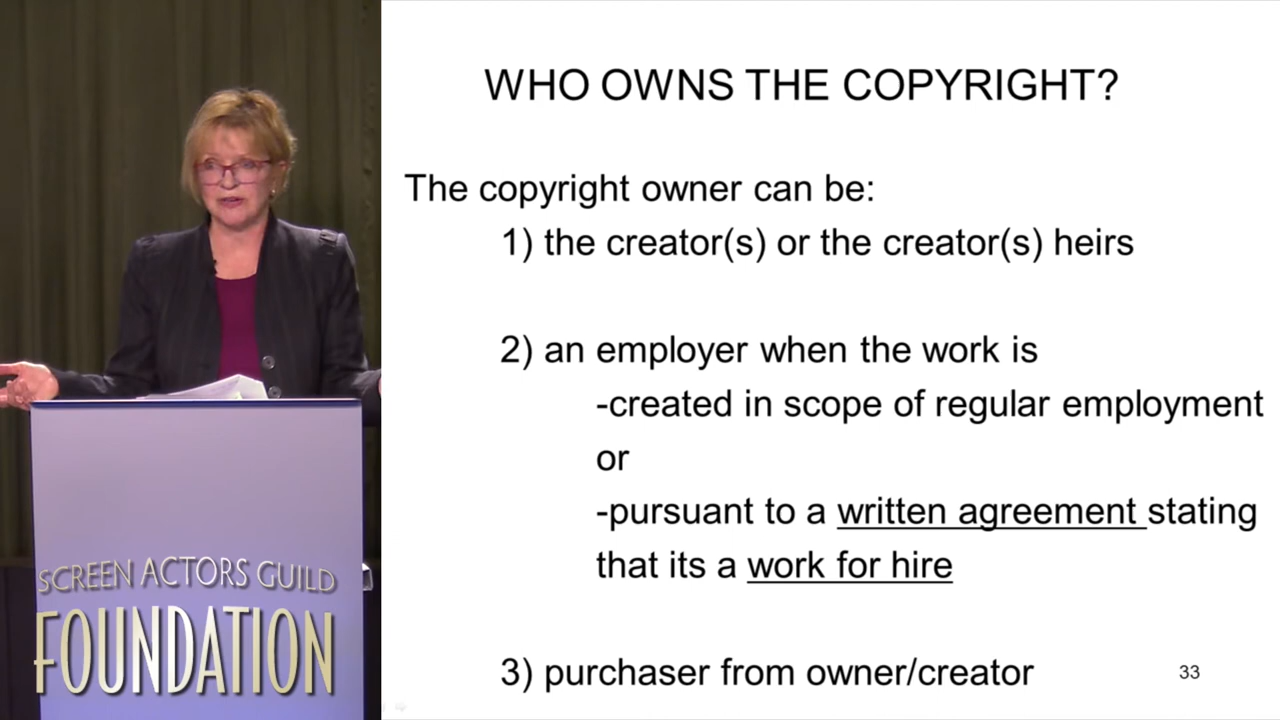 WHO OWNS THE COPYRIGHT?
The copyright owner can be:
1) the creator(s) or the creator(s) heirs
2) an employer when the work is
-created in scope of regular employment
or
-pursuant to a written agreement stating
that its a work for hire
3) purchaser from owner/creator
33
SCREEN ACTORS GUILD
FOUNDATION